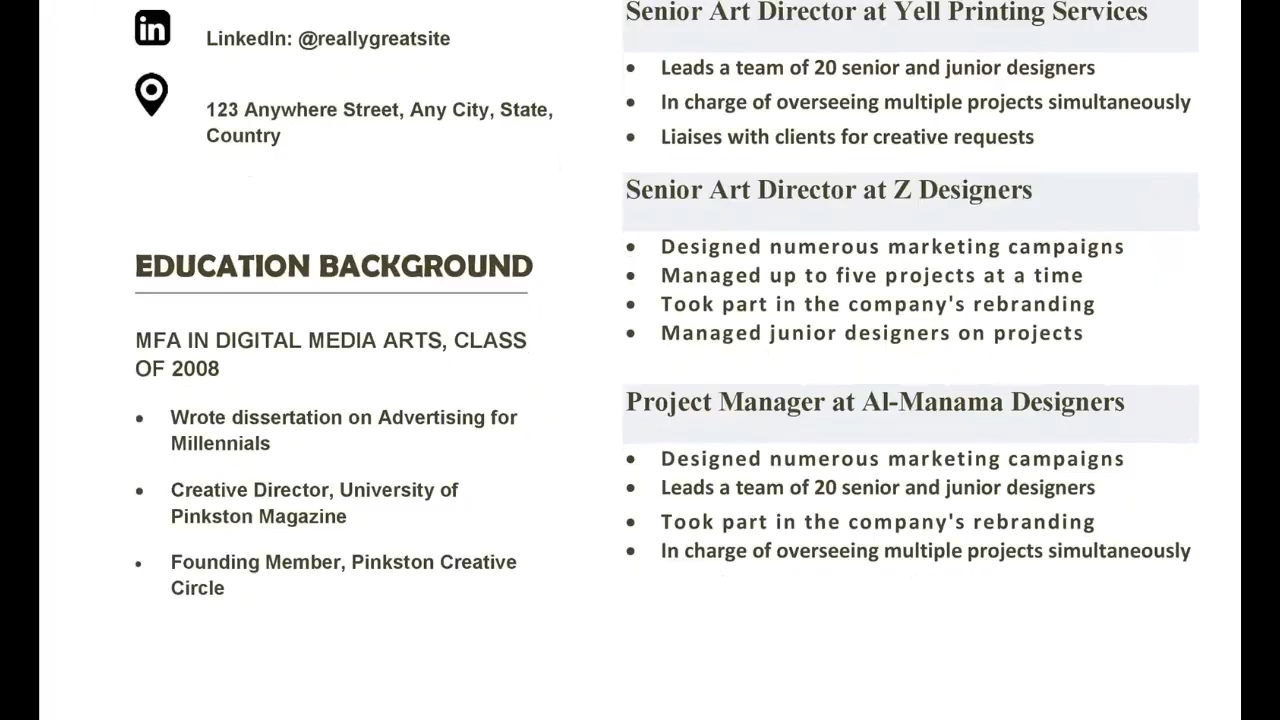 LinkedIn: @reallygreatsite
123 Anywhere Street, Any City, State,
Country
EDUCATION BACKGROUND
MFA IN DIGITAL MEDIA ARTS, CLASS
OF 2008
• Wrote dissertation on Advertising for
Millennials
• Creative Director, University of
Pinkston Magazine
• Founding Member, Pinkston Creative
Circle
Senior Art Director at Yell Printing Services
• Leads a team of 20 senior and junior designers
• In charge of overseeing multiple projects simultaneously
• Liaises with clients for creative requests
Senior Art Director at Z Designers
• Designed numerous marketing campaigns
• Managed up to five projects at a time
• Took part in the company's rebranding
• Managed junior designers on projects
Project Manager at Al-Manama Designers
• Designed numerous marketing campaigns
• Leads a team of 20 senior and junior designers
• Took part in the company's rebranding
• In charge of overseeing multiple projects simultaneously